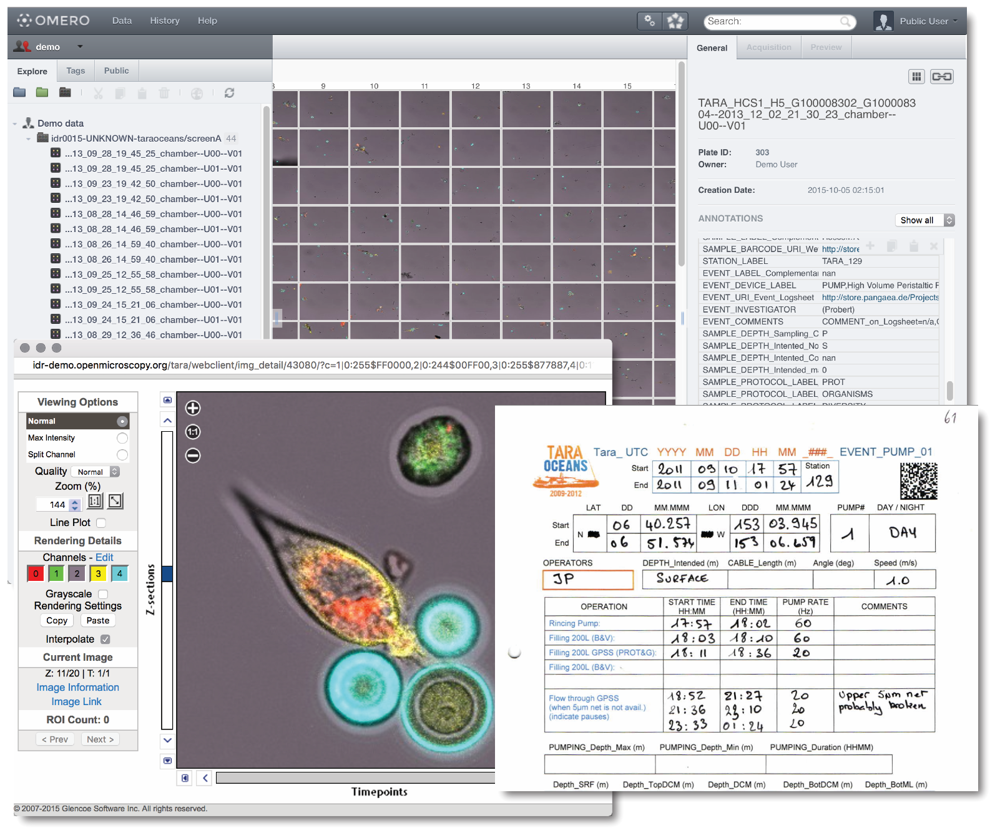 OMERO Data History Help Search: Public User
demo
General Acquisition Preview
Explore Tags Public
9 10 11 12 13 14 15
Demo data
idr0015-UNKNOWN-taraoceans/screenA 44
...13_09_28_19_45_25_chamber--U00--V01
...13_09_28_19_45_25_chamber--U01--V01
...13_09_23_19_42_50_chamber--U00--V01
...13_09_23_19_42_50_chamber--U01--V01
...13_08_28_14_46_59_chamber--U00--V01
...13_08_28_14_46_59_chamber--U01--V01
...13_08_26_14_59_40_chamber--U00--V01
...13_08_26_14_59_40_chamber--U01--V01
...13_09_25_12_55_58_chamber--U00--V01
...13_09_25_12_55_58_chamber--U01--V01
...13_09_24_15_21_06_chamber--U00--V01
...13_09_24_15_21_06_chamber--U01--V01
...13_08_29_12_36_46_chamber--U00--V01
TARA_HCS1_H5_G100008302_G1000083
04--2013_12_02_21_30_23_chamber--
U00--V01
Plate ID: 303
Owner: Demo User
Creation Date: 2015-10-05 02:15:01
ANNOTATIONS Show all
SAMPLE_BARCODE_URI_We http://store
STATION_LABEL TARA_129
EVENT_LABEL_Complementar nan
EVENT_DEVICE_LABEL PUMP,High Volume Peristaltic P
EVENT_URI_Event_Logsheet http://store.pangaea.de/Projects
EVENT_INVESTIGATOR (Probert)
EVENT_COMMENTS COMMENT_on_Logsheet=n/a,C
SAMPLE_DEPTH_Sampling_C P
SAMPLE_DEPTH_Intented_No S
SAMPLE_DEPTH_Intented_Co nan
SAMPLE_DEPTH_Intended_m 0
SAMPLE_PROTOCOL_LABEL_ PROT
SAMPLE_PROTOCOL_LABEL_ ORGANISMS
idr-demo.openmicroscopy.org/tara/webclient/img_detail/43080/?c=1|0:255$FF0000,2|0:244$00FF00,3|0:255$877887,4|0:1
Viewing Options
Normal
Max Intensity
Split Channel
Quality Normal
Zoom (%)
144 1:1
Line Plot
Rendering Details
Channels - Edit
0 1 2 3 4
Grayscale
Rendering Settings
Copy Paste
Interpolate
Current Image
Z: 11/20 | T: 1/1
Image Information
Image Link
ROI Count: 0
< Prev Next >
Z-sections
1:1
Timepoints
© 2007-2015 Glencoe Software Inc. All rights reserved.
61
TARA
OCEANS
2009-2012
Tara_ UTC YYYY MM DD HH MM _###_ EVENT_PUMP_01
Start 2011 09 10 17 57 Station
End 2011 09 11 01 24 129
LAT DD MM.MMM LON DDD MM.MMM PUMP# DAY / NIGHT
Start 06 40.257 153 03.945
N W 1 DAY
End 06 51.574 153 06.659
OPERATORS DEPTH_Intended (m) CABLE_Length (m) Angle (deg) Speed (m/s)
JP SURFACE 1.0
OPERATION START TIME HH:MM END TIME (HH:MM) PUMP RATE (Hz) COMMENTS
Rincing Pump: 17:57 18:02 60
Filling 200L (B&V): 18:03 18:10 60
Filling 200L GPSS (PROT&G): 18:11 18:36 20
Filling 200L (B&V):
Flow through GPSS 18:52 21:27 20 Upper 5µm net
(when 5µm net is not avail.) 21:36 23:10 20 probably broken
(indicate pauses) 23:33 01:24 20
PUMPING_Depth_Max (m) PUMPING_Depth_Min (m) PUMPING_Duration (HHMM)
Depth_SRF (m) Depth_TopDCM (m) Depth_DCM (m) Depth_BotDCM (m) Depth_BotML (m)